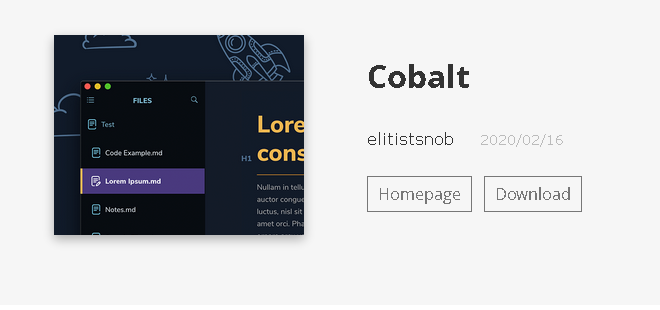 FILES
Test
Code Example.md
Lorem Ipsum.md
Notes.md
H1
Lore
cons
Nullam in tellu
auctor congue
luctus, nisl sit
amet orci. Pha
Cobalt
elitistsnob 2020/02/16
Homepage Download